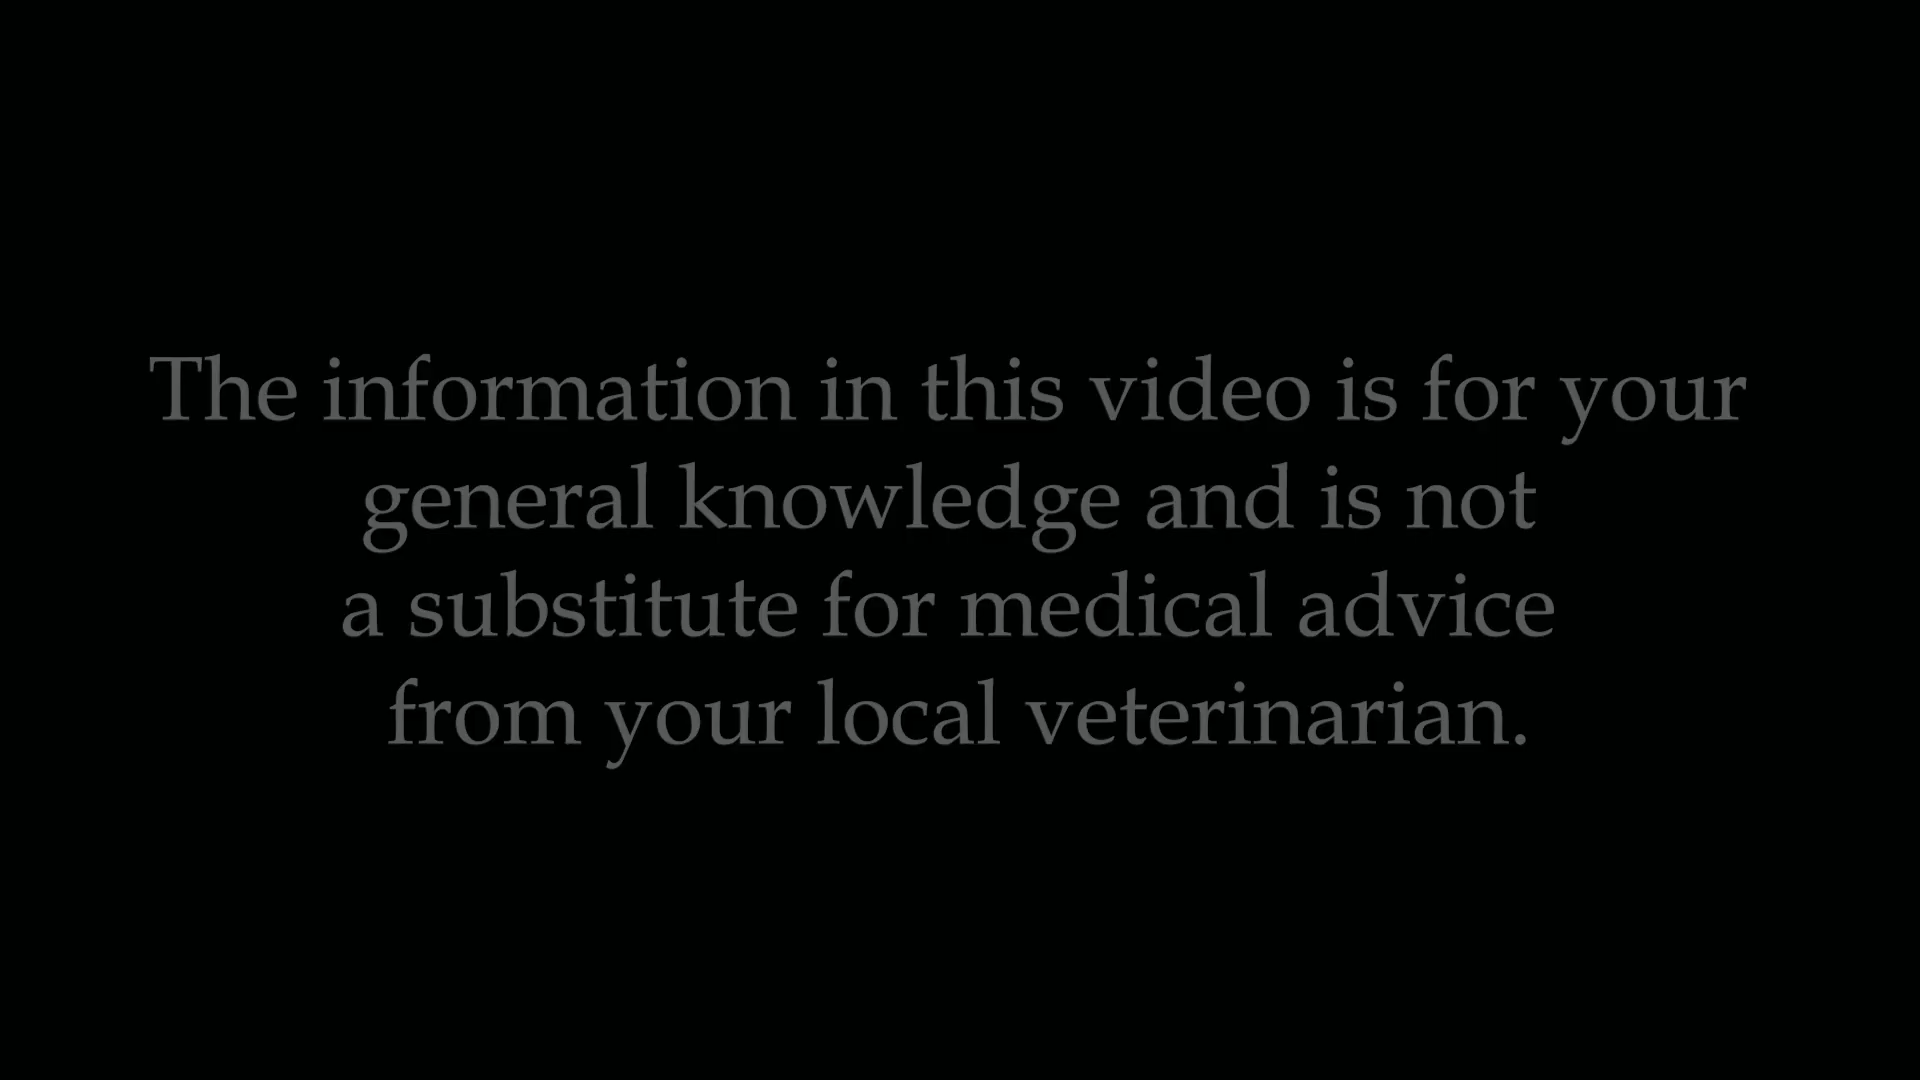 The information in this video is for your
general knowledge and is not
a substitute for medical advice
from your local veterinarian.